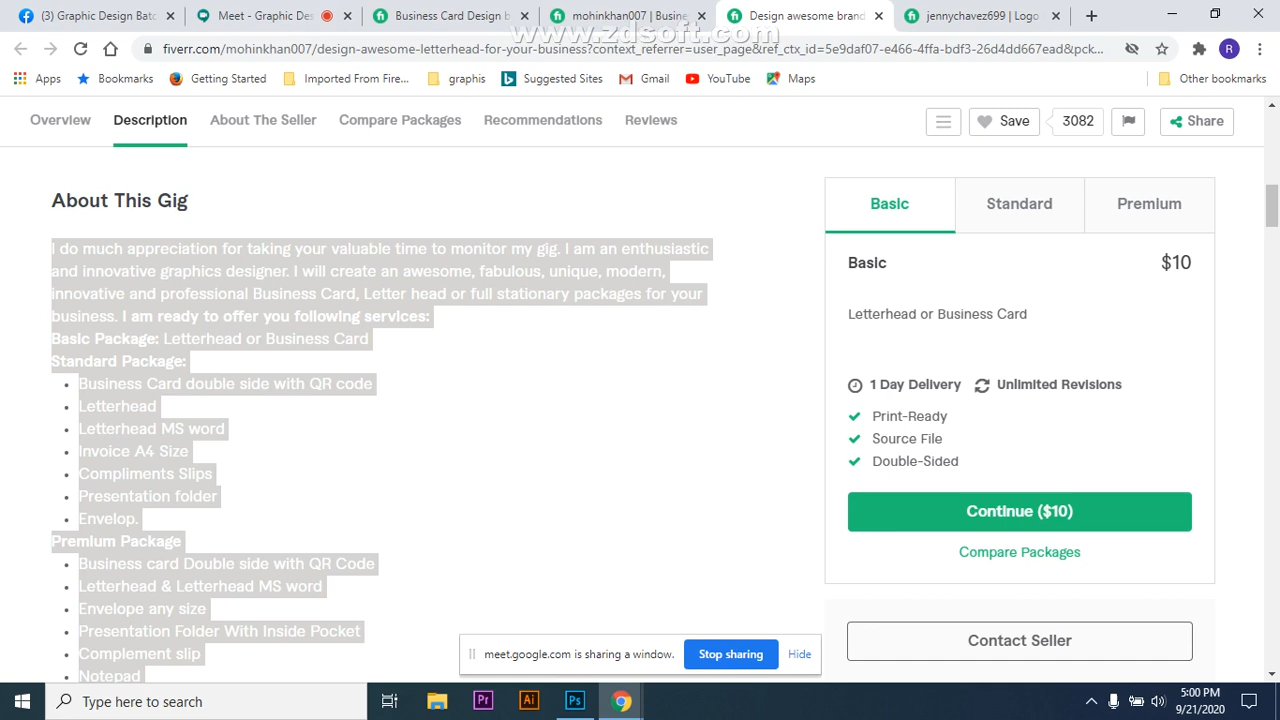 (3) Graphic Design Batc
Meet - Graphic Des
Business Card Design b
mohinkhan007 | Busine
Design awesome brand
jennychavez699 | Logo
www.zdsoft.com
fiverr.com/mohinkhan007/design-awesome-letterhead-for-your-business?context_referrer=user_page&ref_ctx_id=5e9daf07-e466-4ffa-bdf3-26d4dd667ead&pck...
R
Apps
Bookmarks
Getting Started
Imported From Fire...
graphis
Suggested Sites
Gmail
YouTube
Maps
Other bookmarks
Overview
Description
About The Seller
Compare Packages
Recommendations
Reviews
Save
3082
Share
About This Gig
I do much appreciation for taking your valuable time to monitor my gig. I am an enthusiastic
and innovative graphics designer. I will create an awesome, fabulous, unique, modern,
innovative and professional Business Card, Letter head or full stationary packages for your
business. I am ready to offer you following services:
Basic Package: Letterhead or Business Card
Standard Package:
Business Card double side with QR code
Letterhead
Letterhead MS word
Invoice A4 Size
Compliments Slips
Presentation folder
Envelop.
Premium Package
Business card Double side with QR Code
Letterhead & Letterhead MS word
Envelope any size
Presentation Folder With Inside Pocket
Complement slip
Notepad
Basic
Standard
Premium
Basic
$10
Letterhead or Business Card
1 Day Delivery
Unlimited Revisions
Print-Ready
Source File
Double-Sided
Continue ($10)
Compare Packages
Contact Seller
meet.google.com is sharing a window.
Stop sharing
Hide
Type here to search
Pr
Ai
Ps
5:00 PM
9/21/2020